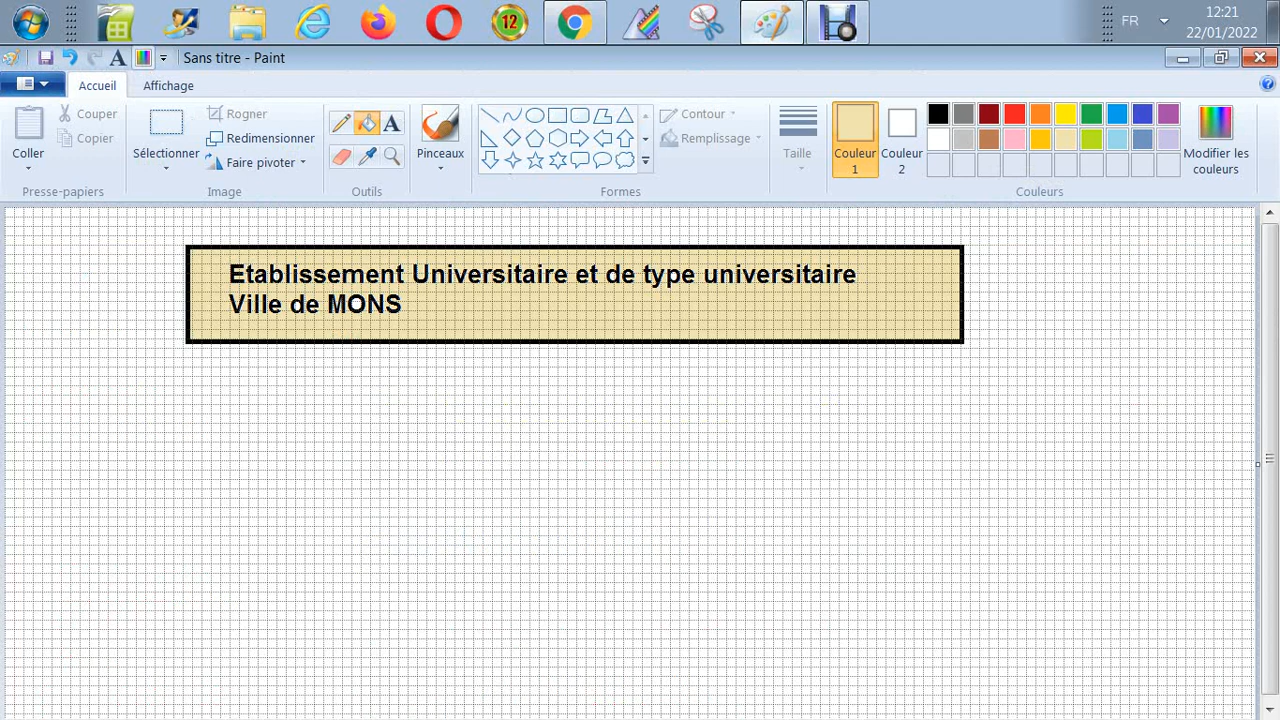 12
FR
12:21
22/01/2022
Sans titre - Paint
Accueil
Affichage
Coller
Couper
Copier
Presse-papiers
Sélectionner
Rogner
Redimensionner
Faire pivoter
Image
A
Outils
Pinceaux
Formes
Contour
Remplissage
Taille
Couleur
1
Couleur
2
Couleurs
Modifier les
couleurs
Etablissement Universitaire et de type universitaire
Ville de MONS